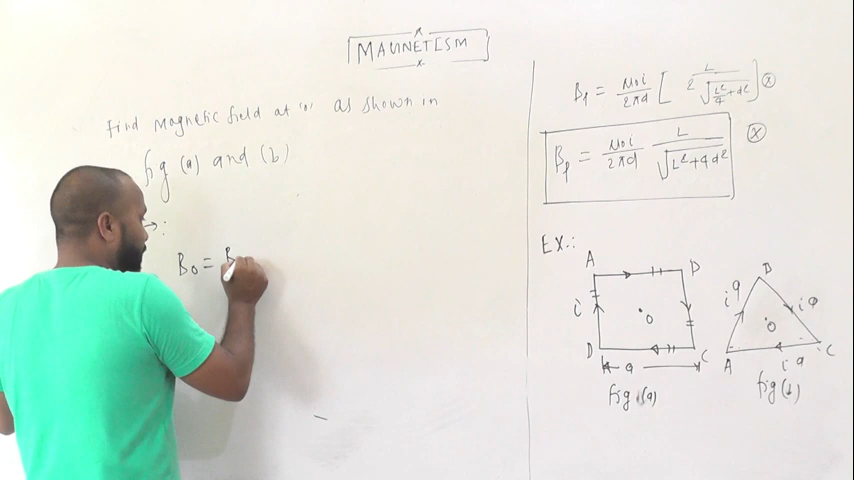 MAGNETISM
Find Magnetic field at 'o' as shown in
fig (a) and (b)
→:
B₀ = B
Bp = μ₀i/2πd [ 2 L/√(L²/4+d²) ] ⓧ
Bp = μ₀i/2πd L/√(L²+4d²) ⓧ
EX.:
A D
i O
D C
a
fig (a)
B
i a i a
O
A C
i a
fig (b)